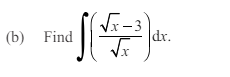 (b) Find ∫((√x − 3)/√x) dx.